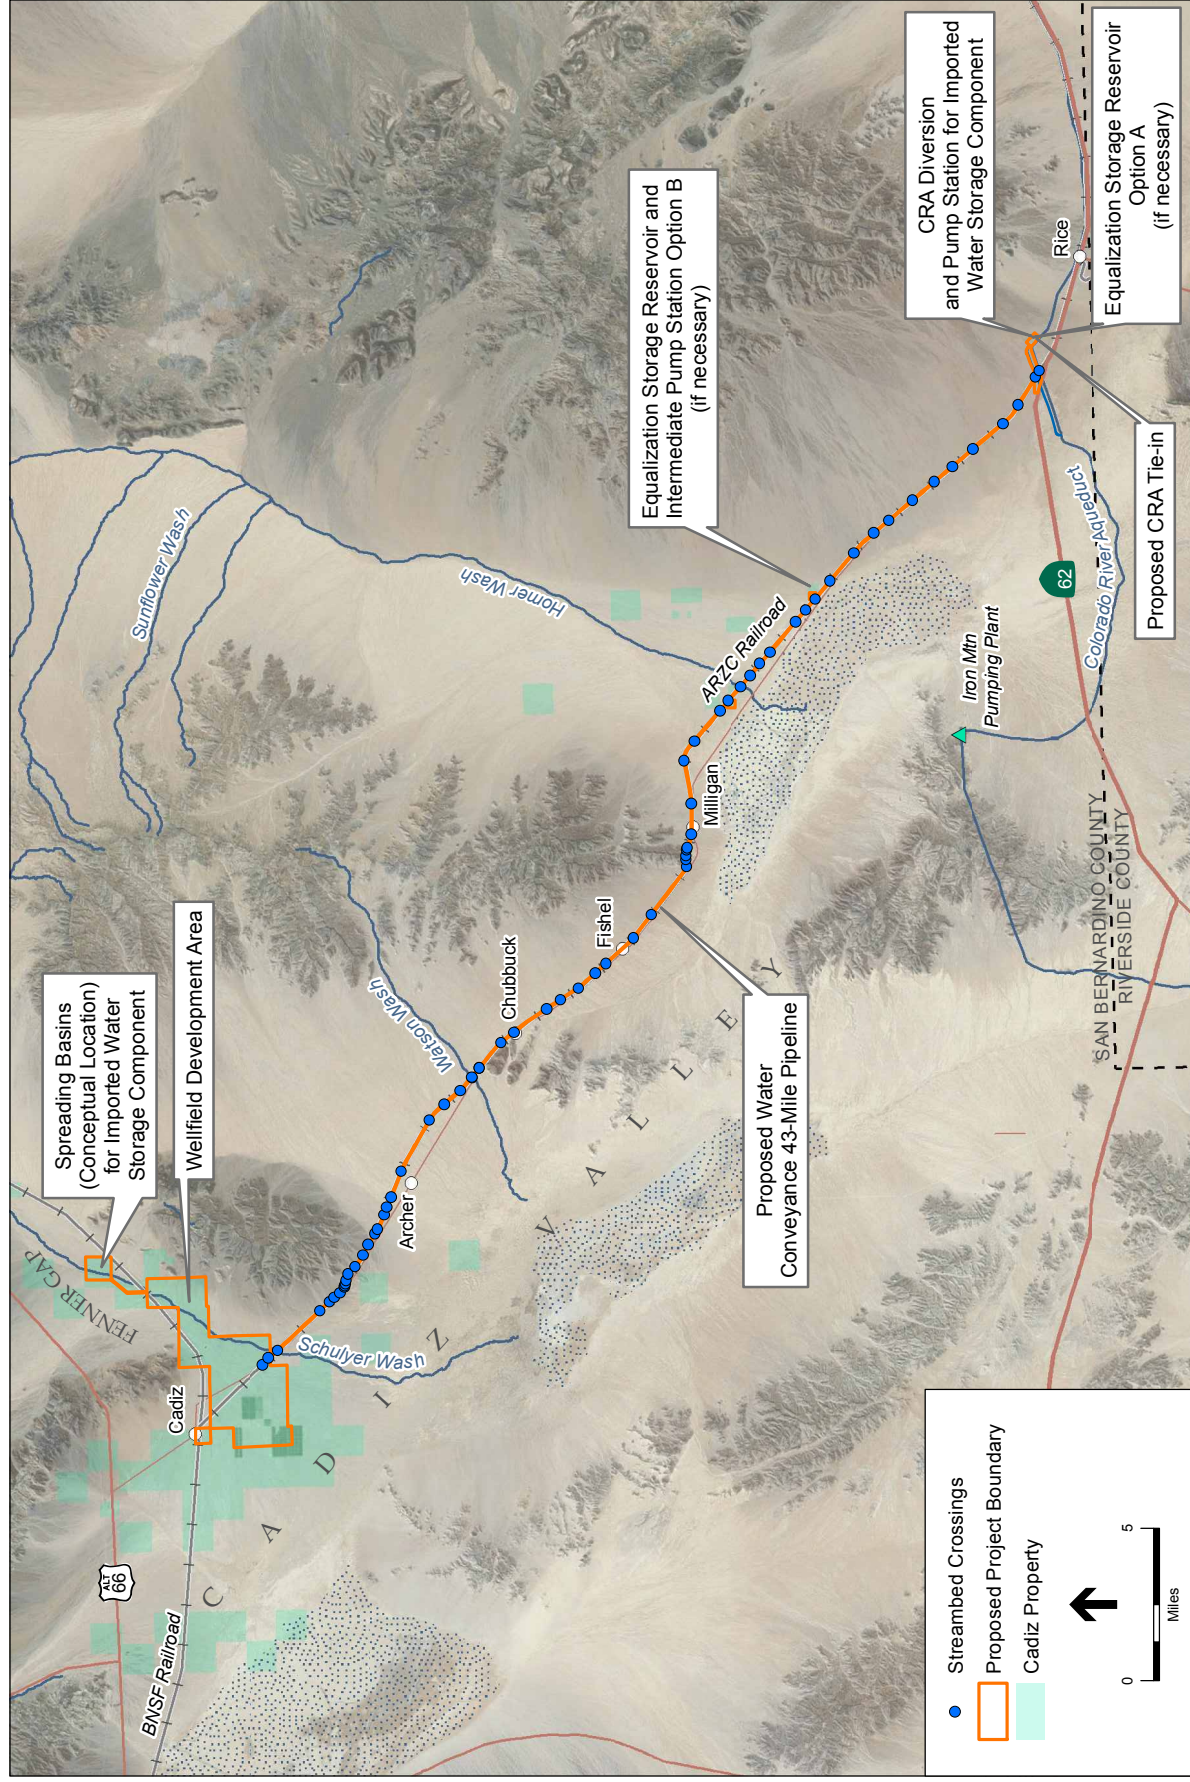 Spreading Basins
(Conceptual Location)
for Imported Water
Storage Component
Wellfield Development Area
FENNER GAP
Cadiz
ALT
66
BNSF Railroad
Schulyer Wash
Archer
Watson Wash
Chubbuck
Fishel
Sunflower Wash
Homer Wash
ARZC Railroad
Milligan
Equalization Storage Reservoir and
Intermediate Pump Station Option B
(if necessary)
CRA Diversion
and Pump Station for Imported
Water Storage Component
Rice
Equalization Storage Reservoir
Option A
(if necessary)
Proposed CRA Tie-in
Colorado River Aqueduct
62
Iron Mtn
Pumping Plant
SAN BERNARDINO COUNTY
RIVERSIDE COUNTY
Proposed Water
Conveyance 43-Mile Pipeline
CADIZ VALLEY
Streambed Crossings
Proposed Project Boundary
Cadiz Property
0 5
Miles